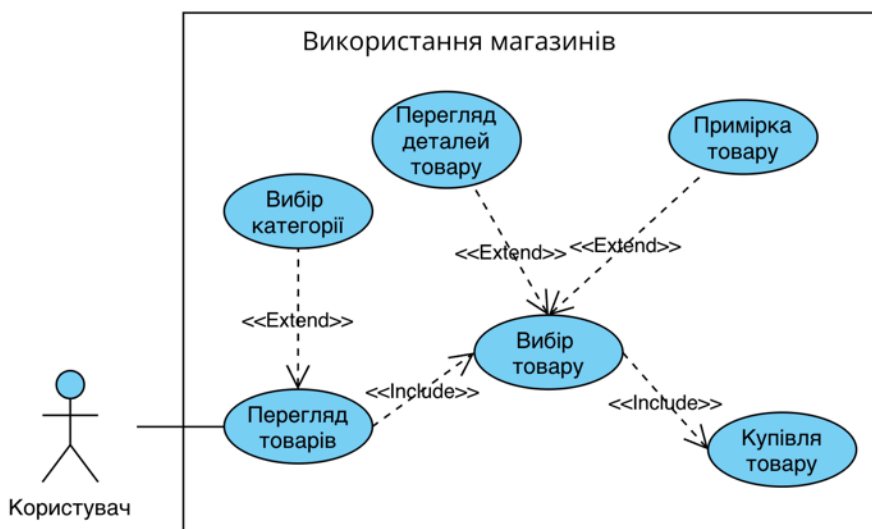 Використання магазинів
Перегляд
деталей
товару
Примірка
товару
Вибір
категорії
<<Extend>>
<<Extend>>
<<Extend>>
Вибір
товару
<<Include>>
<<Include>>
Перегляд
товарів
Купівля
товару
Користувач